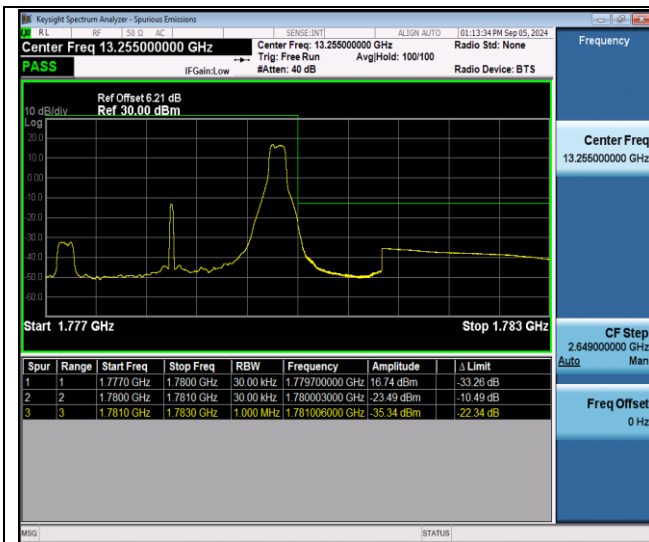 Keysight Spectrum Analyzer - Spurious Emissions
RL RF 50 Ω AC SENSE:INT ALIGN AUTO 01:13:34 PM Sep 05, 2024
Center Freq 13.255000000 GHz Center Freq: 13.255000000 GHz Radio Std: None
Trig: Free Run Avg|Hold: 100/100
PASS IFGain:Low #Atten: 40 dB Radio Device: BTS
Ref Offset 6.21 dB
10 dB/div Ref 30.00 dBm
Log
20.0
10.0
0.00
-10.0
-20.0
-30.0
-40.0
-50.0
-60.0
Start 1.777 GHz Stop 1.783 GHz
Spur Range Start Freq Stop Freq RBW Frequency Amplitude Δ Limit
1 1 1.7770 GHz 1.7800 GHz 30.00 kHz 1.779700000 GHz 16.74 dBm -33.26 dB
2 2 1.7800 GHz 1.7810 GHz 30.00 kHz 1.780003000 GHz -23.49 dBm -10.49 dB
3 3 1.7810 GHz 1.7830 GHz 1.000 MHz 1.781006000 GHz -35.34 dBm -22.34 dB
Frequency
Center Freq
13.255000000 GHz
CF Step
2.649000000 GHz
Auto Man
Freq Offset
0 Hz
MSG STATUS